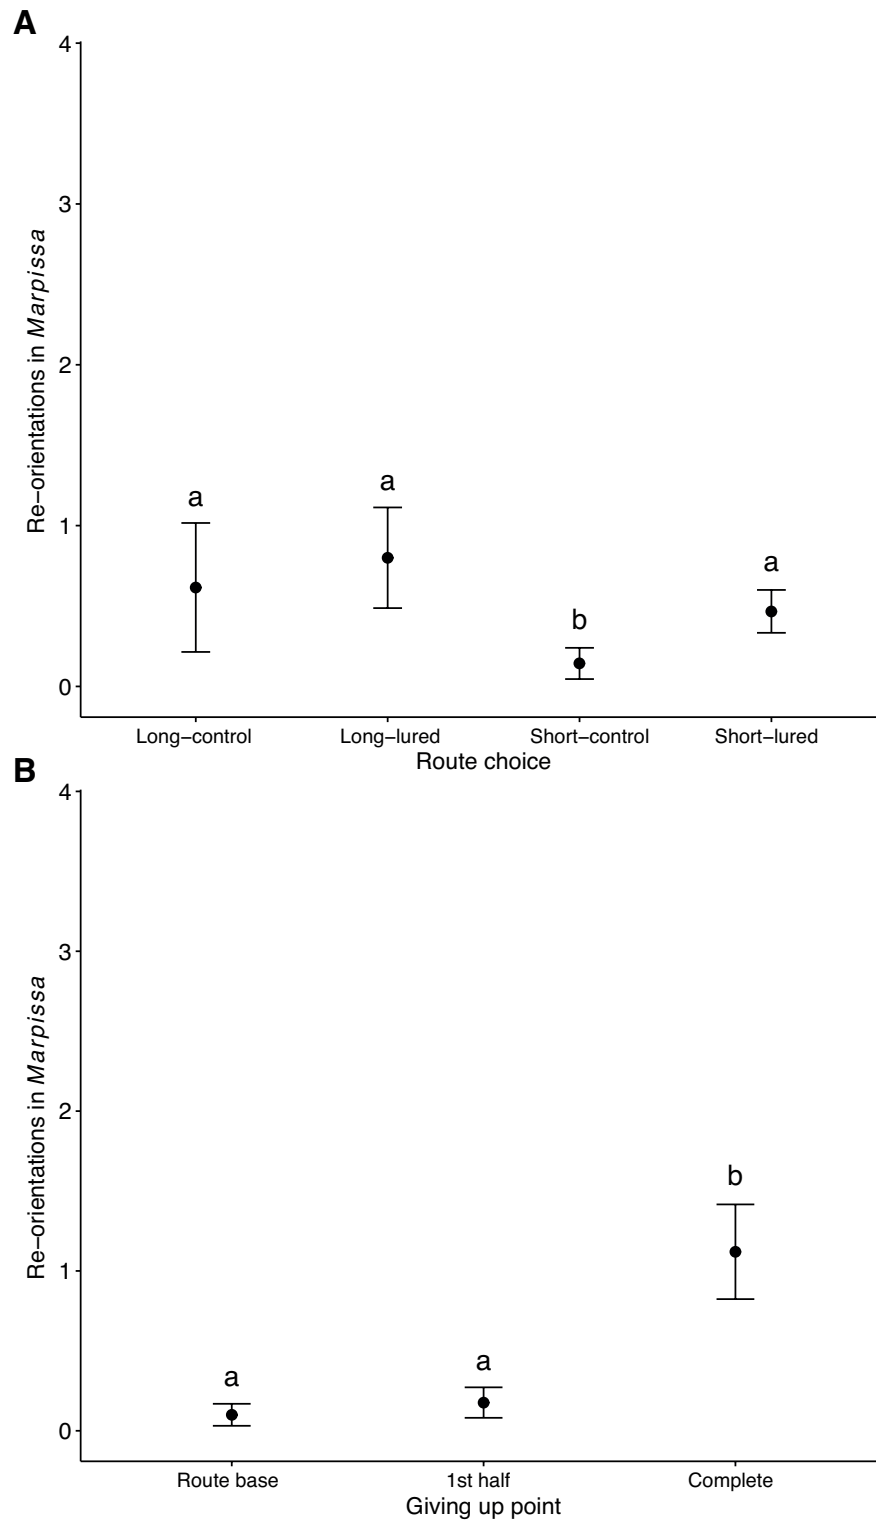 A
Re−orientations in Marpissa
4
3
2
1
0
a
a
b
a
Long−control
Long−lured
Short−control
Short−lured
Route choice
B
Re−orientations in Marpissa
4
3
2
1
0
a
a
b
Route base
1st half
Complete
Giving up point